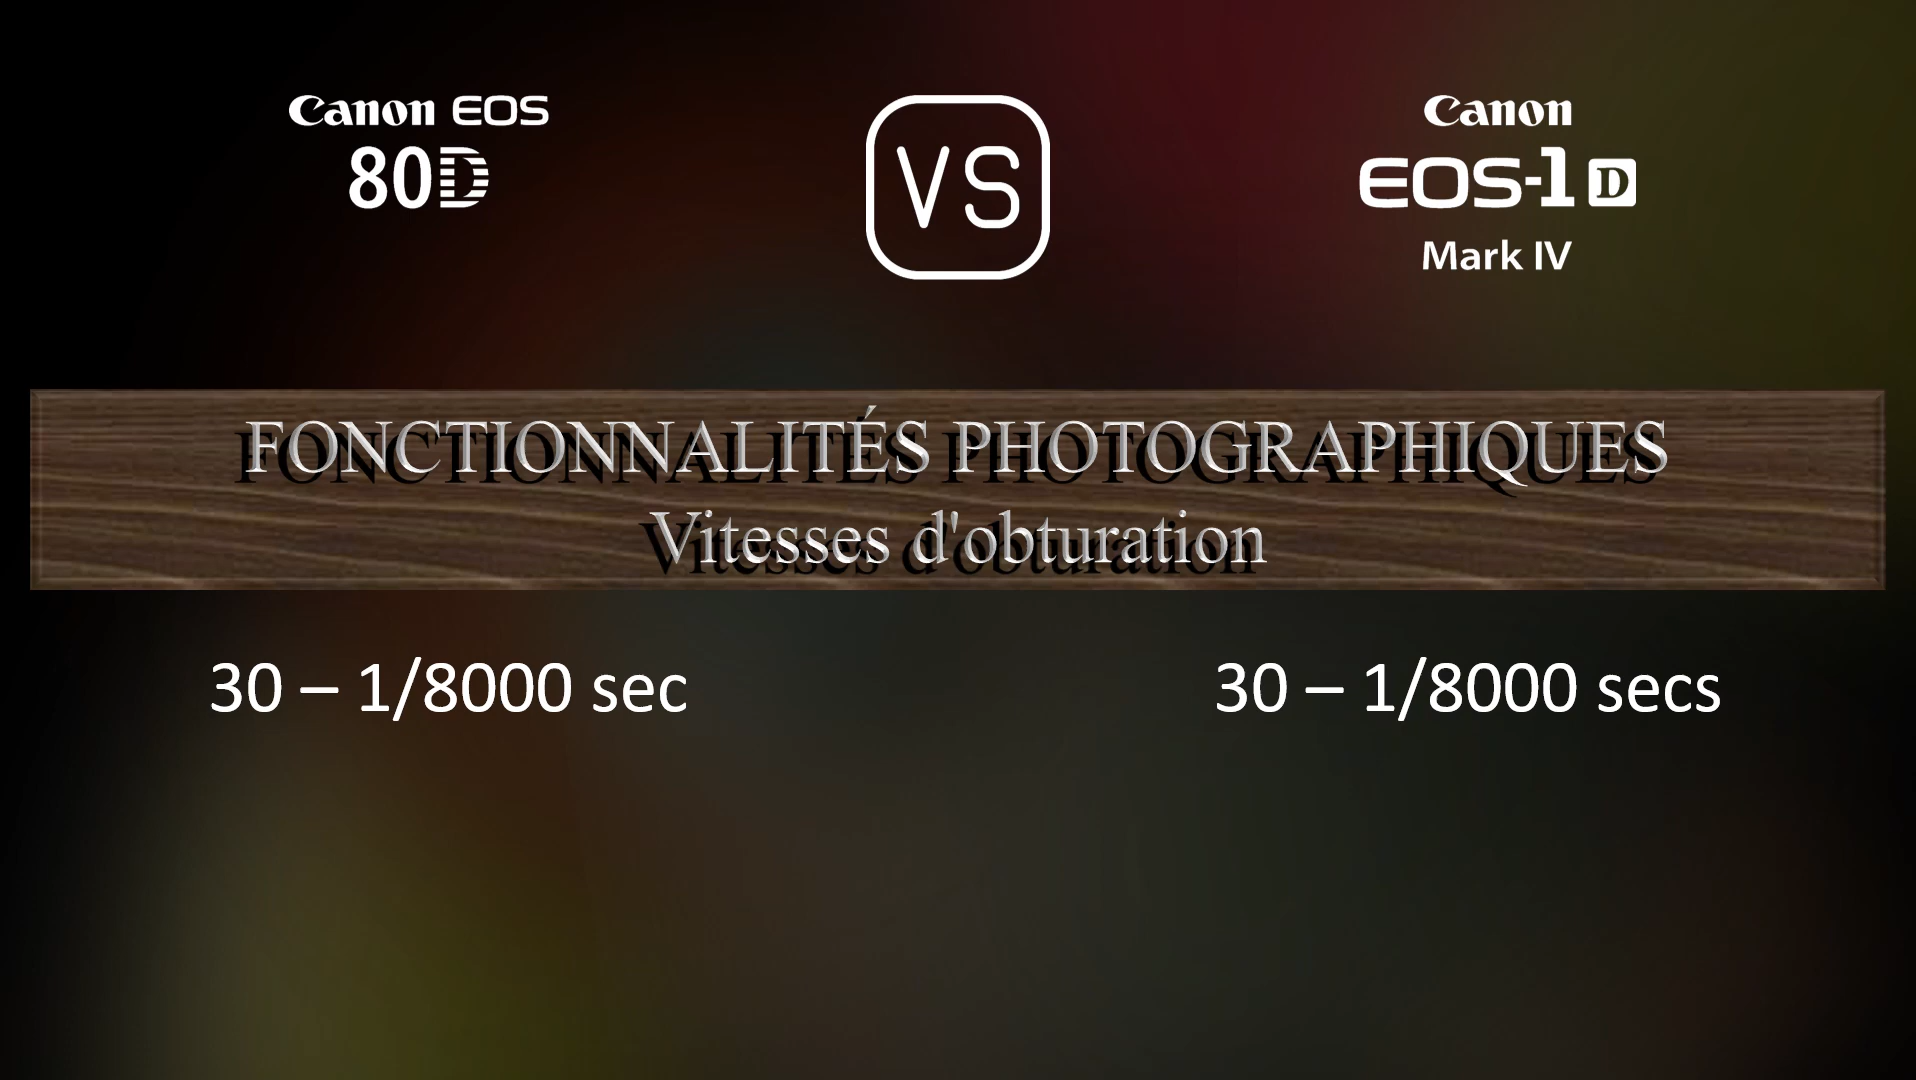 Canon EOS
80D
VS
Canon
EOS-1D
Mark IV
FONCTIONNALITÉS PHOTOGRAPHIQUES
Vitesses d'obturation
30 – 1/8000 sec
30 – 1/8000 secs